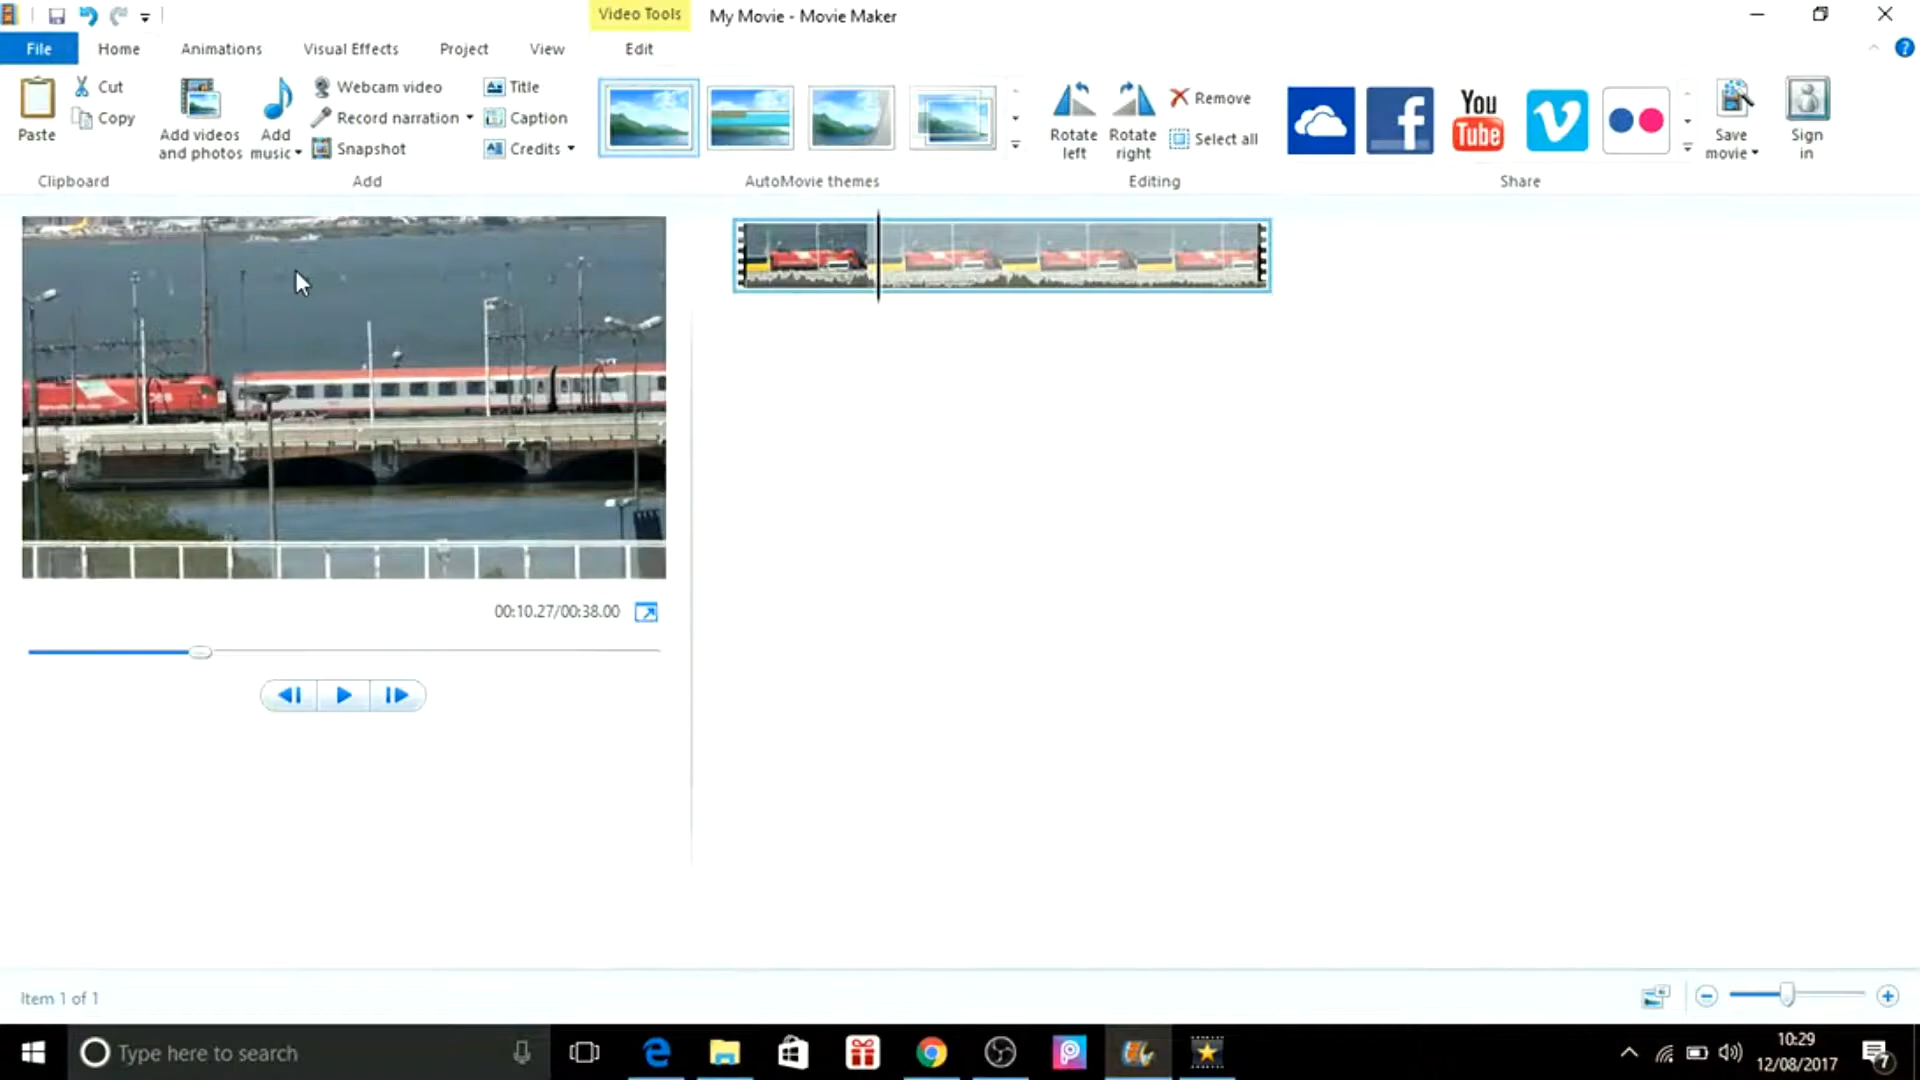 Video Tools
My Movie - Movie Maker
File
Home
Animations
Visual Effects
Project
View
Edit
Paste
Cut
Copy
Clipboard
Add videos
and photos
Add
music
Webcam video
Record narration
Snapshot
Title
Caption
Credits
Add
AutoMovie themes
Rotate
left
Rotate
right
Remove
Select all
Editing
You
Tube
Share
Save
movie
Sign
in
00:10.27/00:38.00
Item 1 of 1
Type here to search
10:29
12/08/2017
7